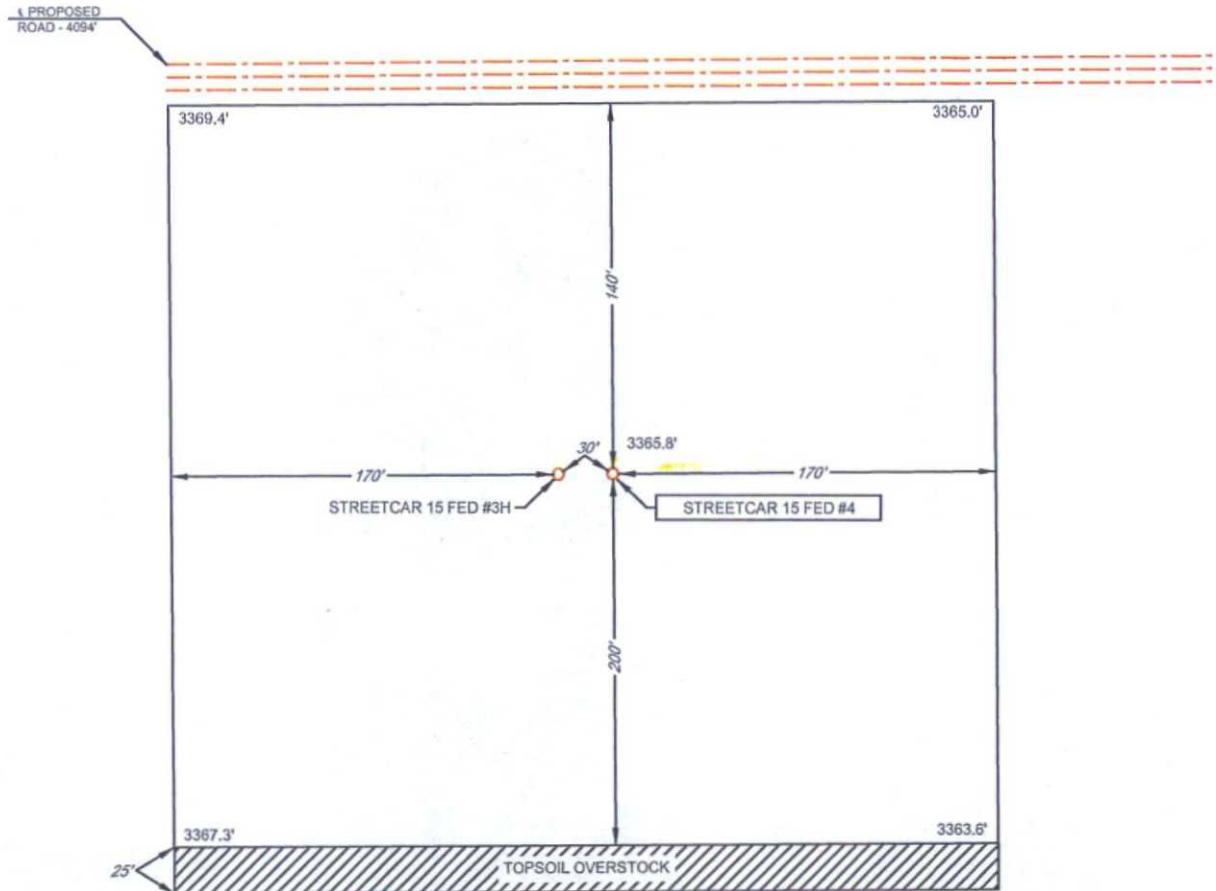 ℄ PROPOSED
ROAD - 4094'
3369.4'
3365.0'
140'
30'
3365.8'
170'
170'
STREETCAR 15 FED #3H
STREETCAR 15 FED #4
200'
3367.3'
3363.6'
25'
TOPSOIL OVERSTOCK